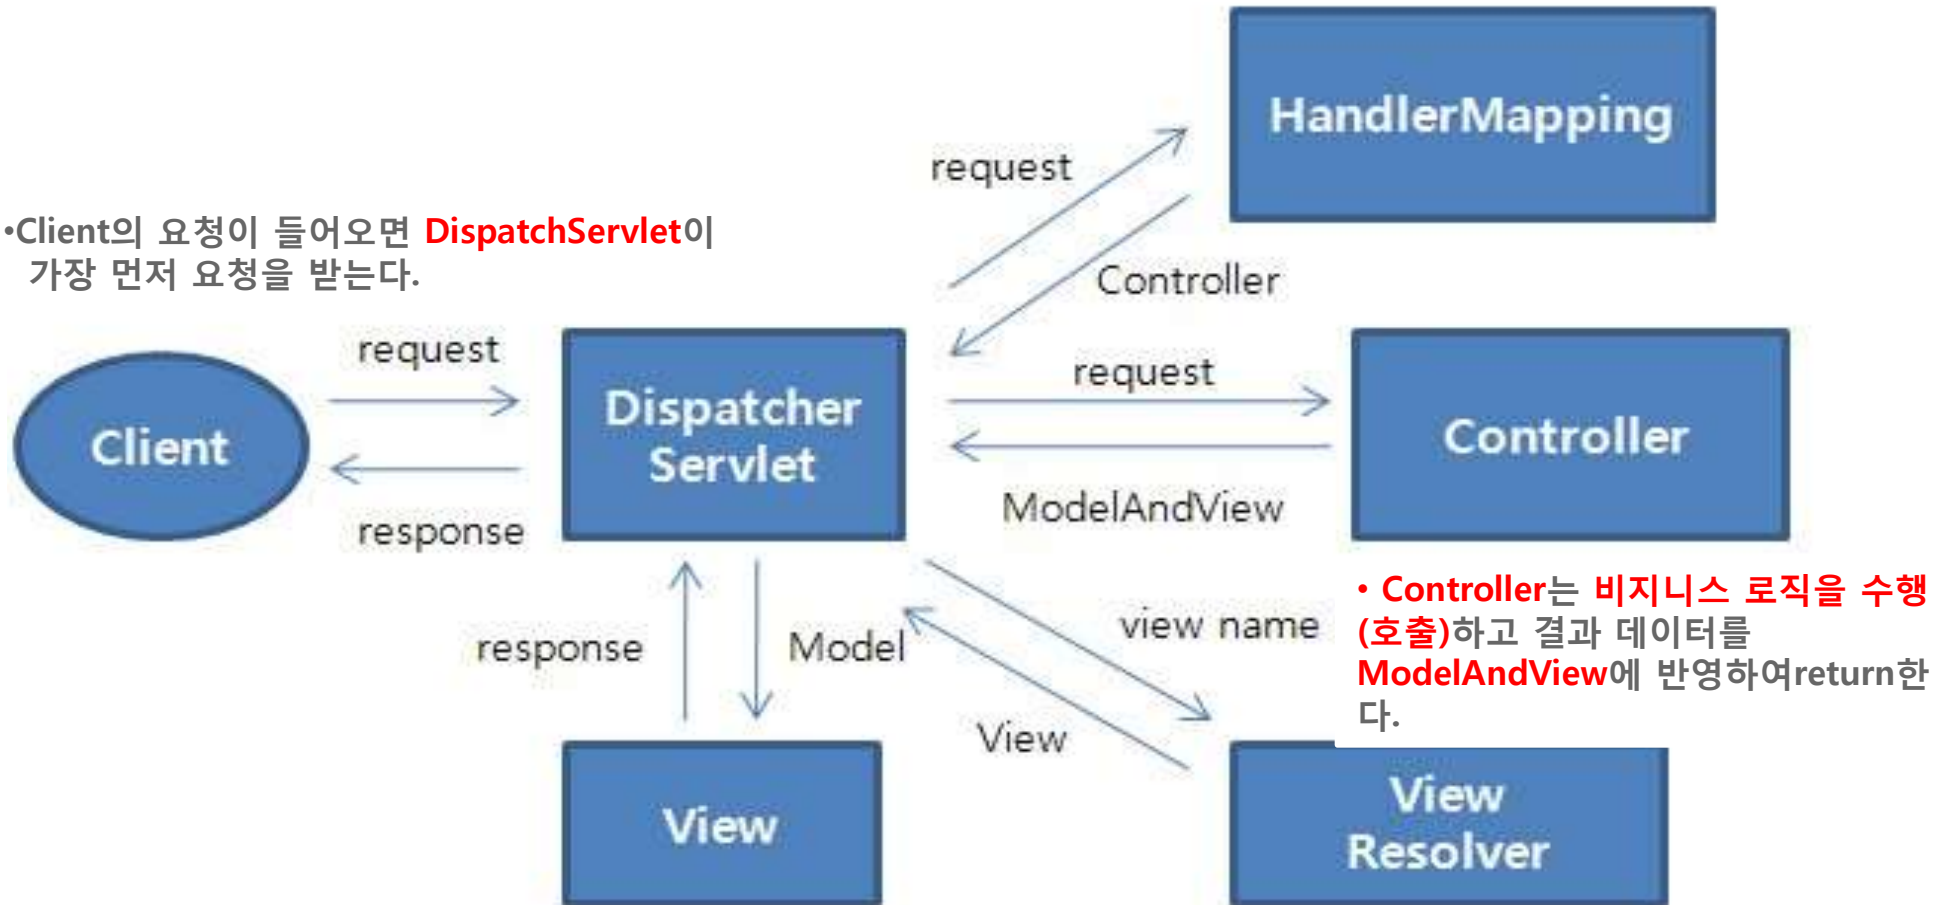 HandlerMapping
request
•Client의 요청이 들어오면 DispatchServlet이
가장 먼저 요청을 받는다.
Controller
request
request
Dispatcher
Servlet
Client
Controller
ModelAndView
response
• Controller는 비지니스 로직을 수행
(호출)하고 결과 데이터를
ModelAndView에 반영하여return한
다.
view name
response
Model
View
View
View
Resolver